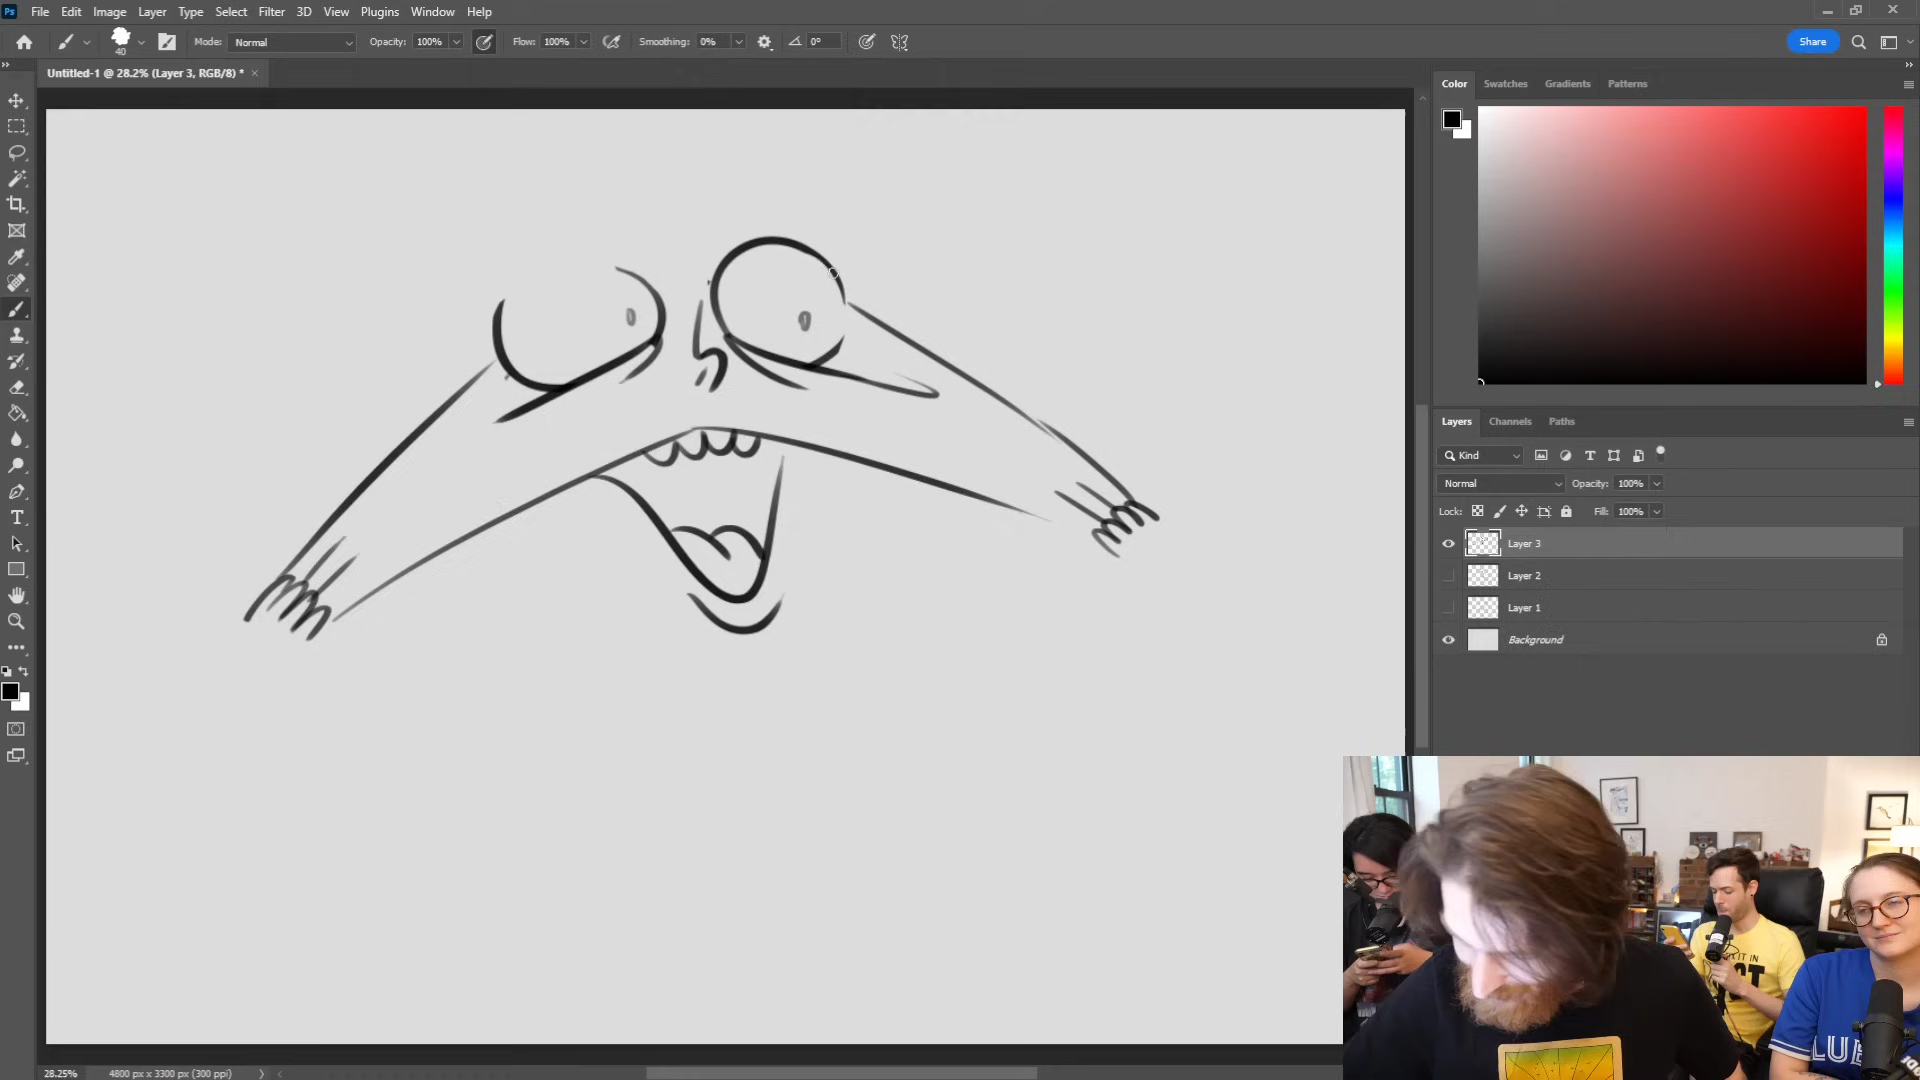 Ps File Edit Image Layer Type Select Filter 3D View Plugins Window Help
40 Mode: Normal Opacity: 100% Flow: 100% Smoothing: 0% 0° Share
Untitled-1 @ 28.2% (Layer 3, RGB/8) *
Color Swatches Gradients Patterns
Layers Channels Paths
Kind
Normal Opacity: 100%
Lock: Fill: 100%
Layer 3
Layer 2
Layer 1
Background
28.25% 4800 px x 3300 px (300 ppi)